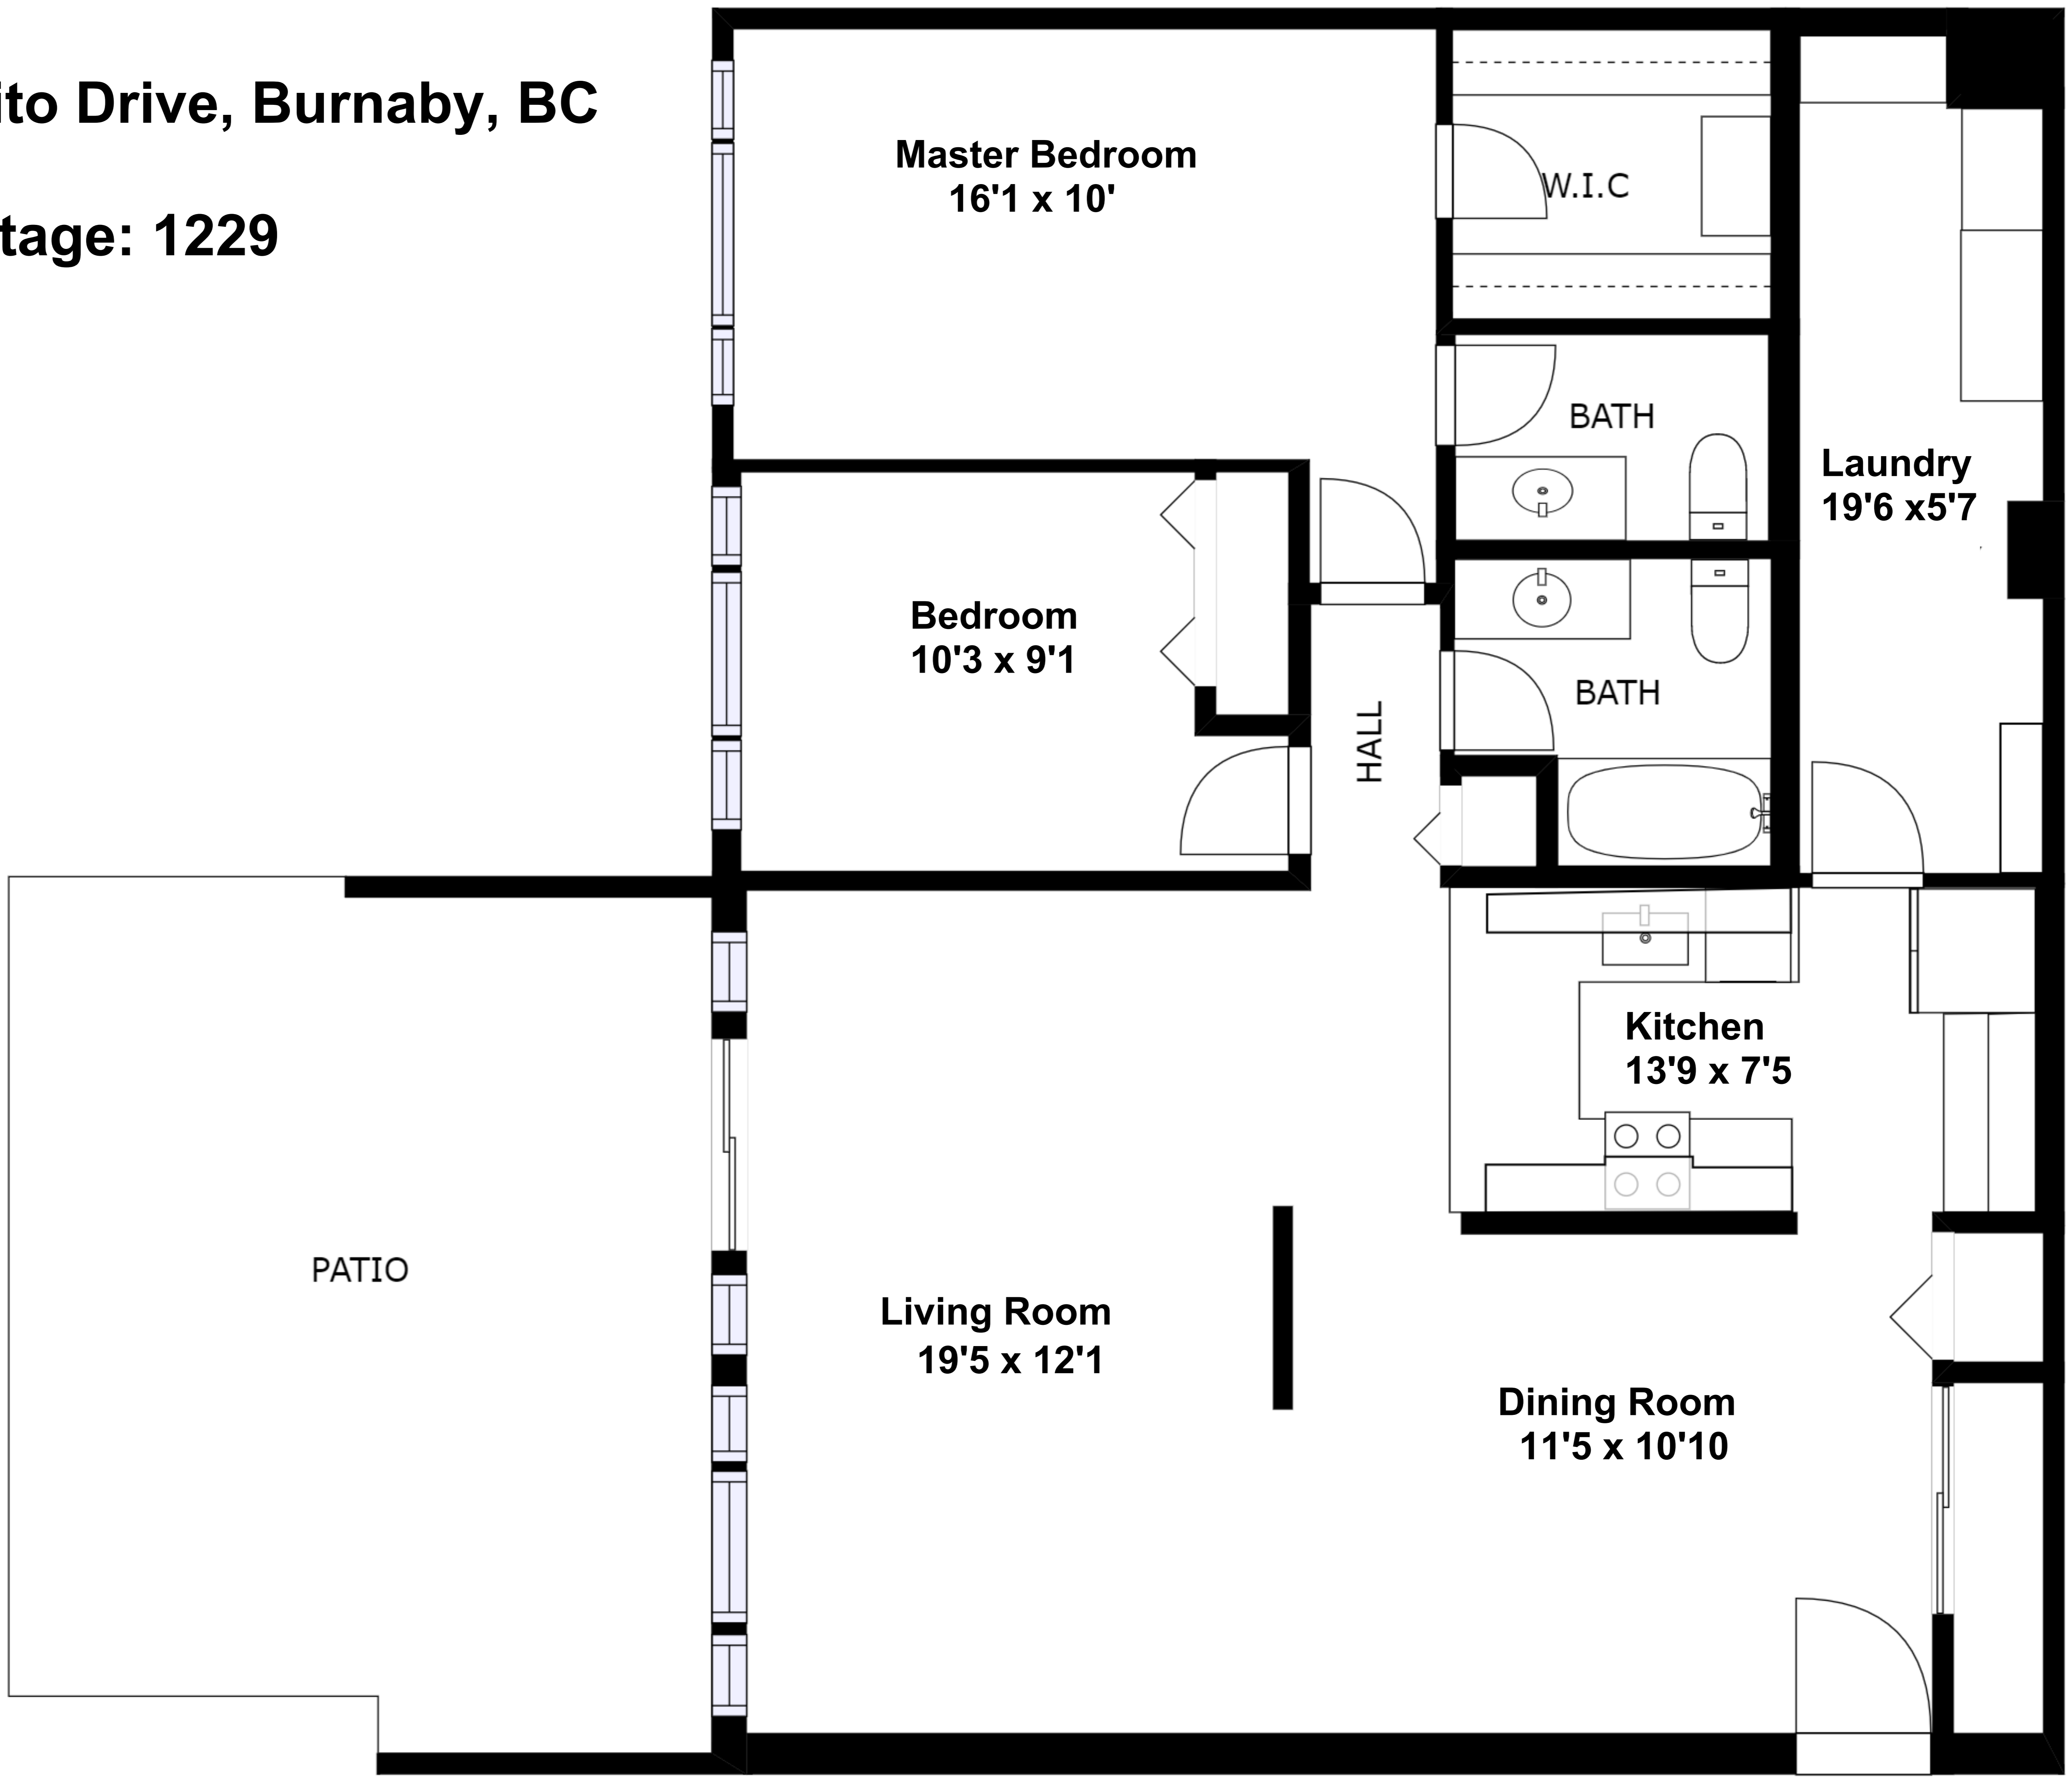 ito Drive, Burnaby, BC
tage: 1229
Master Bedroom
16'1 x 10'
W.I.C
BATH
Laundry
19'6 x5'7
Bedroom
10'3 x 9'1
BATH
HALL
Kitchen
13'9 x 7'5
PATIO
Living Room
19'5 x 12'1
Dining Room
11'5 x 10'10